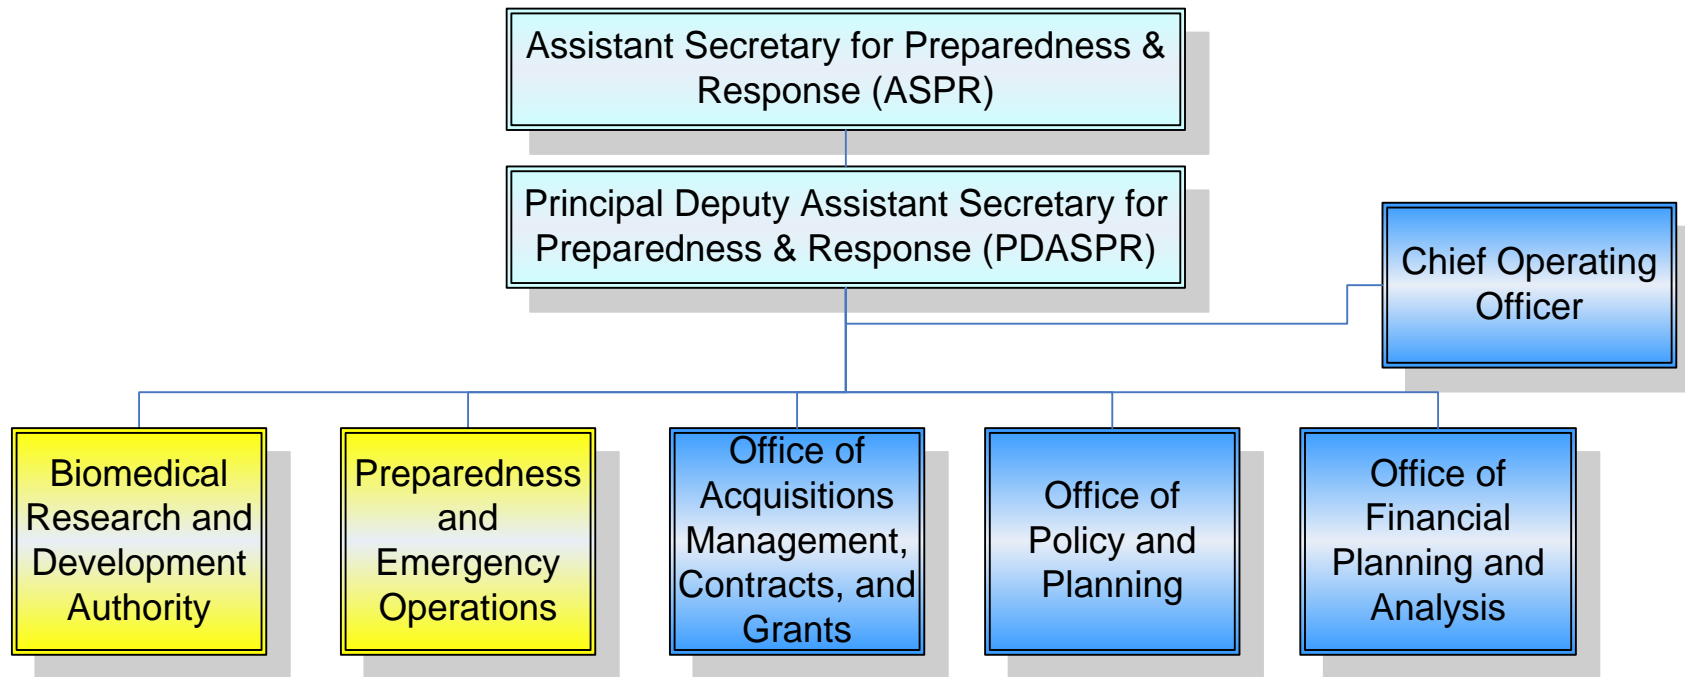 Assistant Secretary for Preparedness &
Response (ASPR)
Principal Deputy Assistant Secretary for
Preparedness & Response (PDASPR)
Chief Operating
Officer
Biomedical
Research and
Development
Authority
Preparedness
and
Emergency
Operations
Office of
Acquisitions
Management,
Contracts, and
Grants
Office of
Policy and
Planning
Office of
Financial
Planning and
Analysis